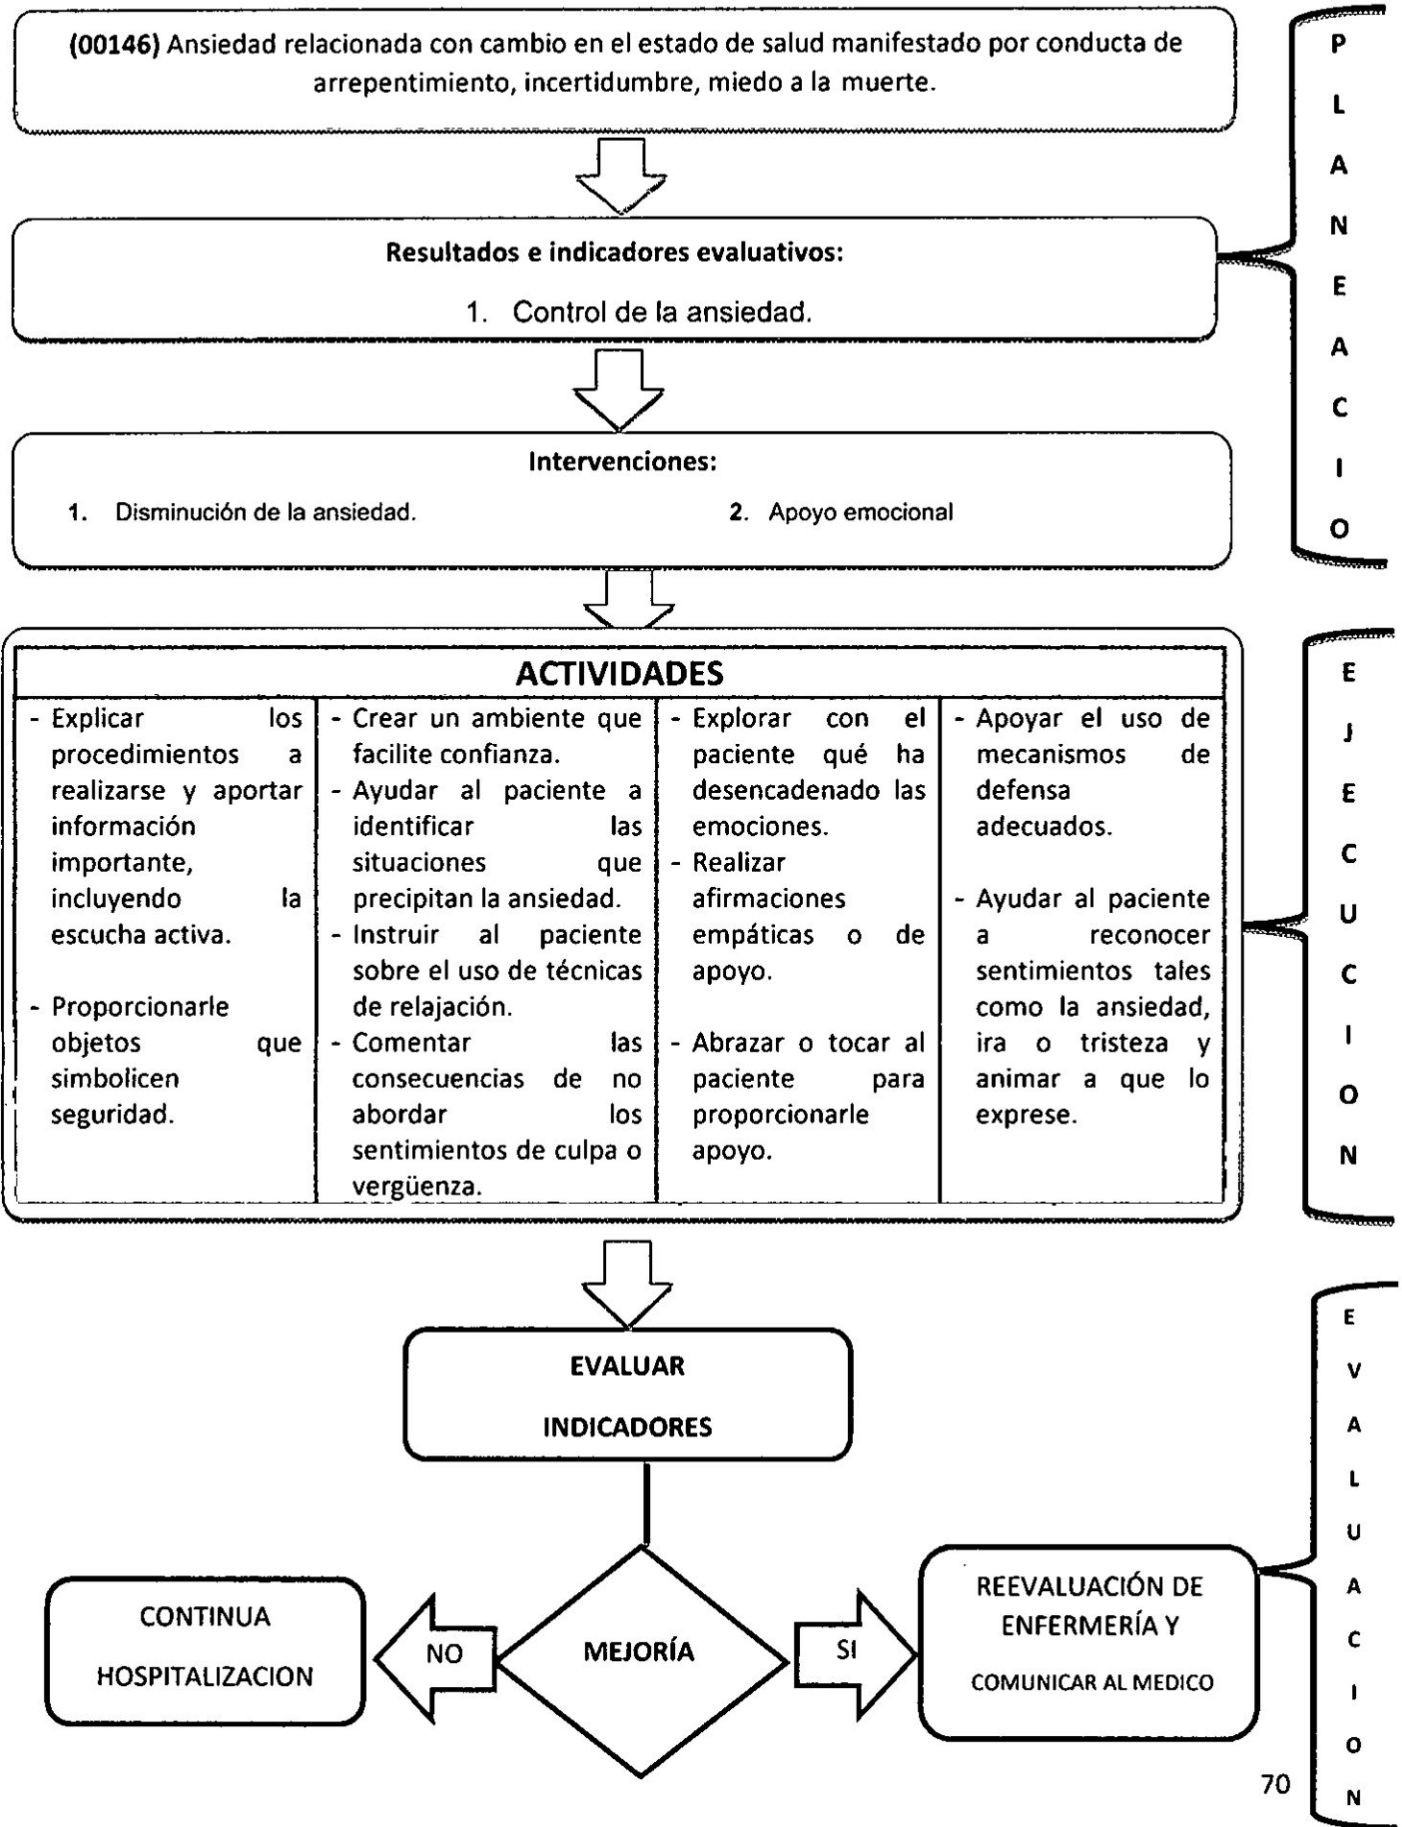 (00146) Ansiedad relacionada con cambio en el estado de salud manifestado por conducta de
arrepentimiento, incertidumbre, miedo a la muerte.
Resultados e indicadores evaluativos:
1. Control de la ansiedad.
Intervenciones:
1. Disminución de la ansiedad.
2. Apoyo emocional
P
L
A
N
E
A
C
I
O
ACTIVIDADES
- Explicar los
procedimientos a
realizarse y aportar
información
importante,
incluyendo la
escucha activa.
- Proporcionarle
objetos que
simbolicen
seguridad.
- Crear un ambiente que
facilite confianza.
- Ayudar al paciente a
identificar las
situaciones que
precipitan la ansiedad.
- Instruir al paciente
sobre el uso de técnicas
de relajación.
- Comentar las
consecuencias de no
abordar los
sentimientos de culpa o
vergüenza.
- Explorar con el
paciente qué ha
desencadenado las
emociones.
- Realizar
afirmaciones
empáticas o de
apoyo.
- Abrazar o tocar al
paciente para
proporcionarle
apoyo.
- Apoyar el uso de
mecanismos de
defensa
adecuados.
- Ayudar al paciente
a reconocer
sentimientos tales
como la ansiedad,
ira o tristeza y
animar a que lo
exprese.
E
J
E
C
U
C
I
O
N
EVALUAR
INDICADORES
MEJORÍA
NO
CONTINUA
HOSPITALIZACION
SI
REEVALUACIÓN DE
ENFERMERÍA Y
COMUNICAR AL MEDICO
E
V
A
L
U
A
C
I
O
N
70